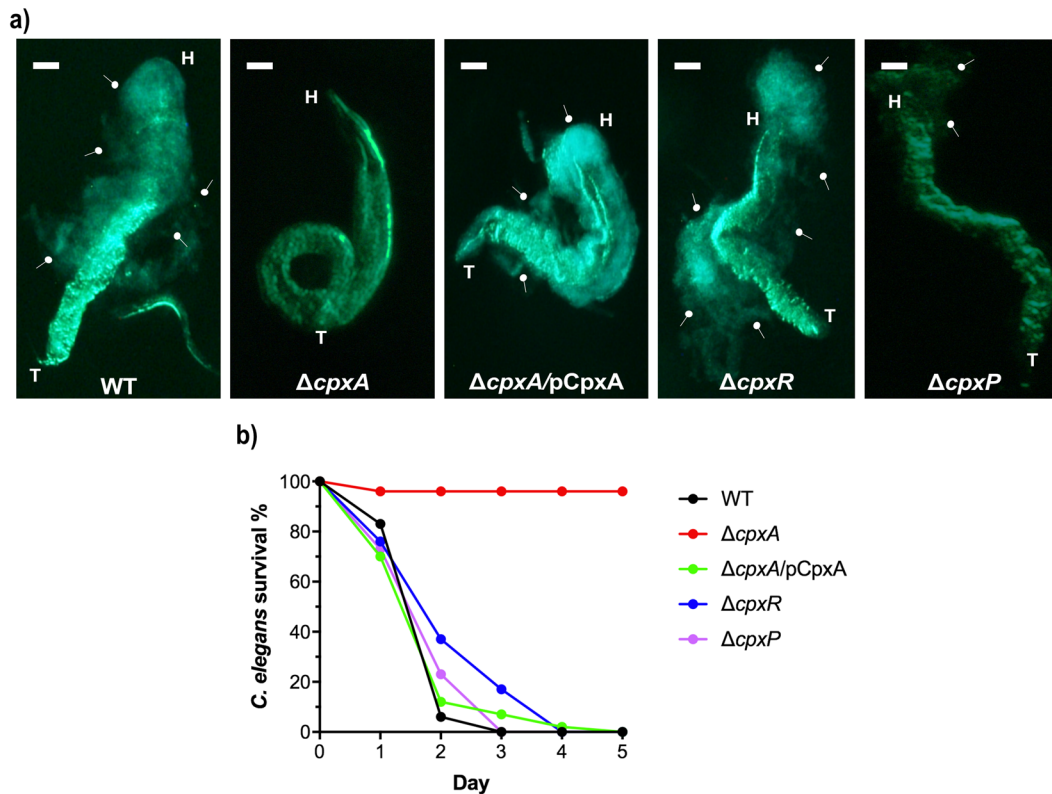 a)
H
T
WT
H
T
ΔcpxA
H
T
ΔcpxA/pCpxA
H
T
ΔcpxR
H
T
ΔcpxP
b)
C. elegans survival %
100
80
60
40
20
0
0 1 2 3 4 5
Day
WT
ΔcpxA
ΔcpxA/pCpxA
ΔcpxR
ΔcpxP